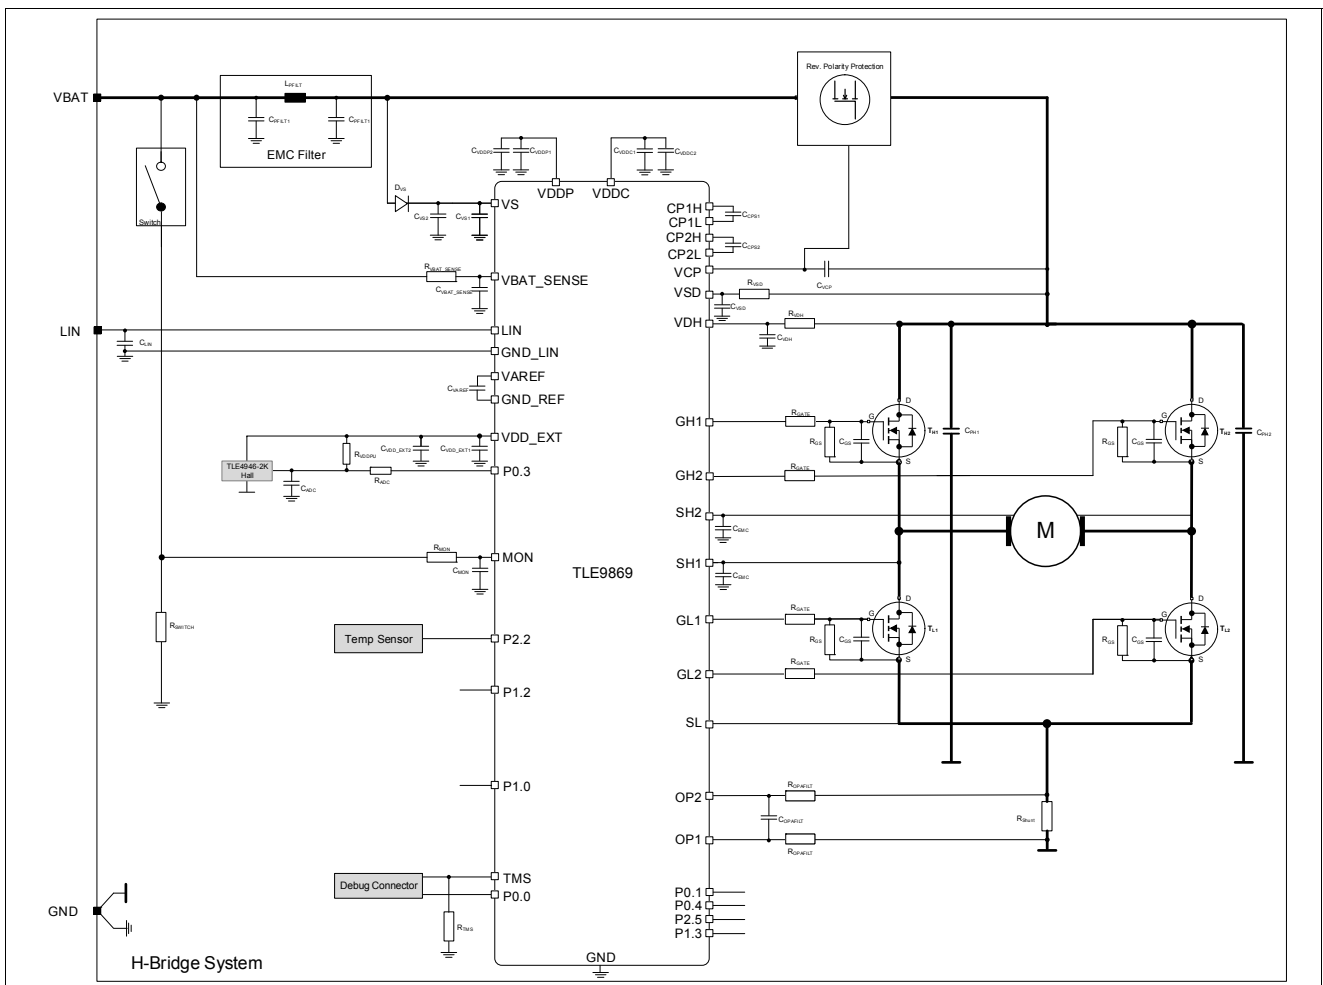 Rev. Polarity Protection
VBAT
LPFILT
CPFILT1
CPFILT1
EMC Filter
Switch
CVDDP2
CVDDP1
CVDDC1
CVDDC2
VDDP
VDDC
DVS
CVS2
CVS1
VS
CP1H
CP1L
CCPS1
CP2H
CP2L
CCPS2
VCP
CVCP
RVBAT_SENSE
CVBAT_SENSE
VBAT_SENSE
VSD
RVSD
CVSD
LIN
CLIN
LIN
GND_LIN
VDH
RVDH
CVDH
VAREF
CVAREF
GND_REF
VDD_EXT
RVDDPU
CVDD_EXT2
CVDD_EXT1
TLE4946-2K
Hall
CADC
RADC
P0.3
GH1
RGATE
RGS
CGS
G
D
S
TH1
CPH1
RGS
CGS
G
D
S
TH2
CPH2
GH2
RGATE
SH2
CEMC
M
RMON
CMON
MON
TLE9869
SH1
CEMC
RSWITCH
Temp Sensor
P2.2
GL1
RGATE
RGS
CGS
G
D
S
TL1
RGS
CGS
G
D
S
TL2
GL2
RGATE
P1.2
SL
P1.0
OP2
ROPAFILT
COPAFILT
RShunt
OP1
ROPAFILT
Debug Connector
TMS
P0.0
RTMS
P0.1
P0.4
P2.5
P1.3
GND
GND
H-Bridge System